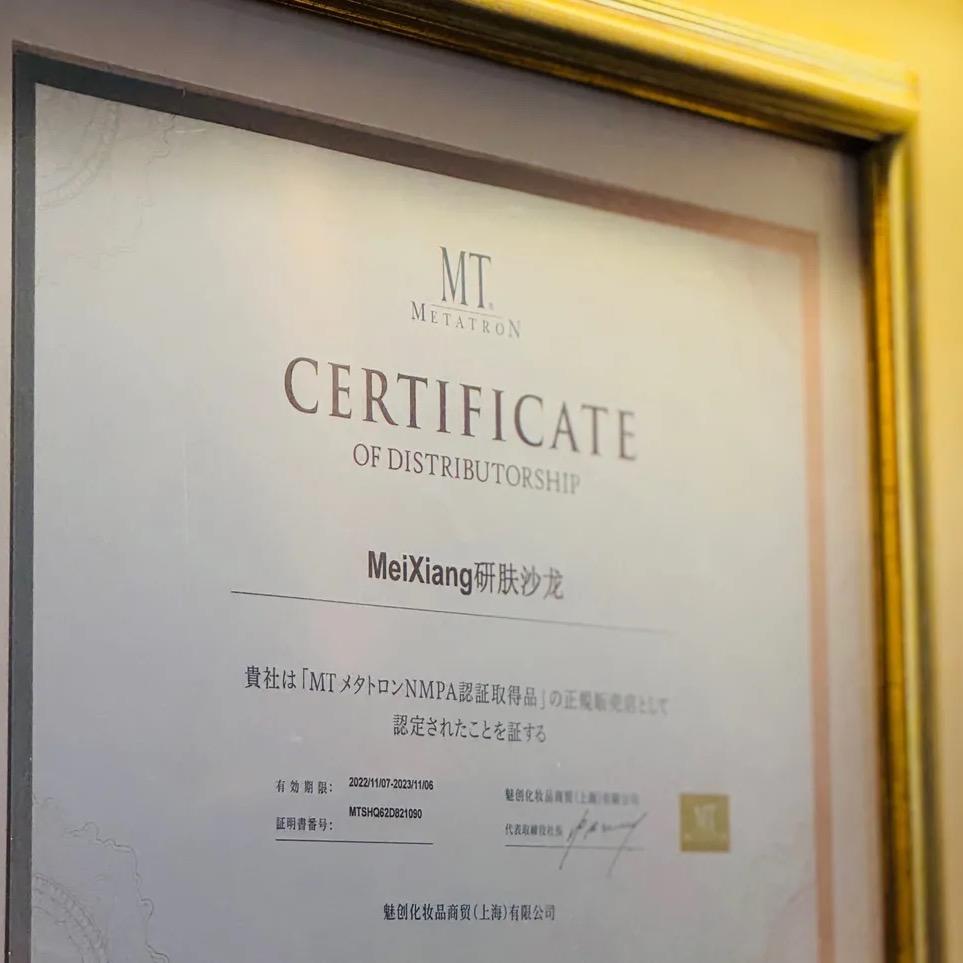 MT
METATRON
CERTIFICATE
OF DISTRIBUTORSHIP
MeiXiang研肤沙龙
貴社は「MTメタトロンNMPA認証取得品」の正規販売店として
認定されたことを証する
有効期限: 2022/11/07-2023/11/06
証明書番号: MTSHQ62D821090
魅创化妆品商贸(上海)有限公司
代表取締役社長
MT
魅创化妆品商贸(上海)有限公司